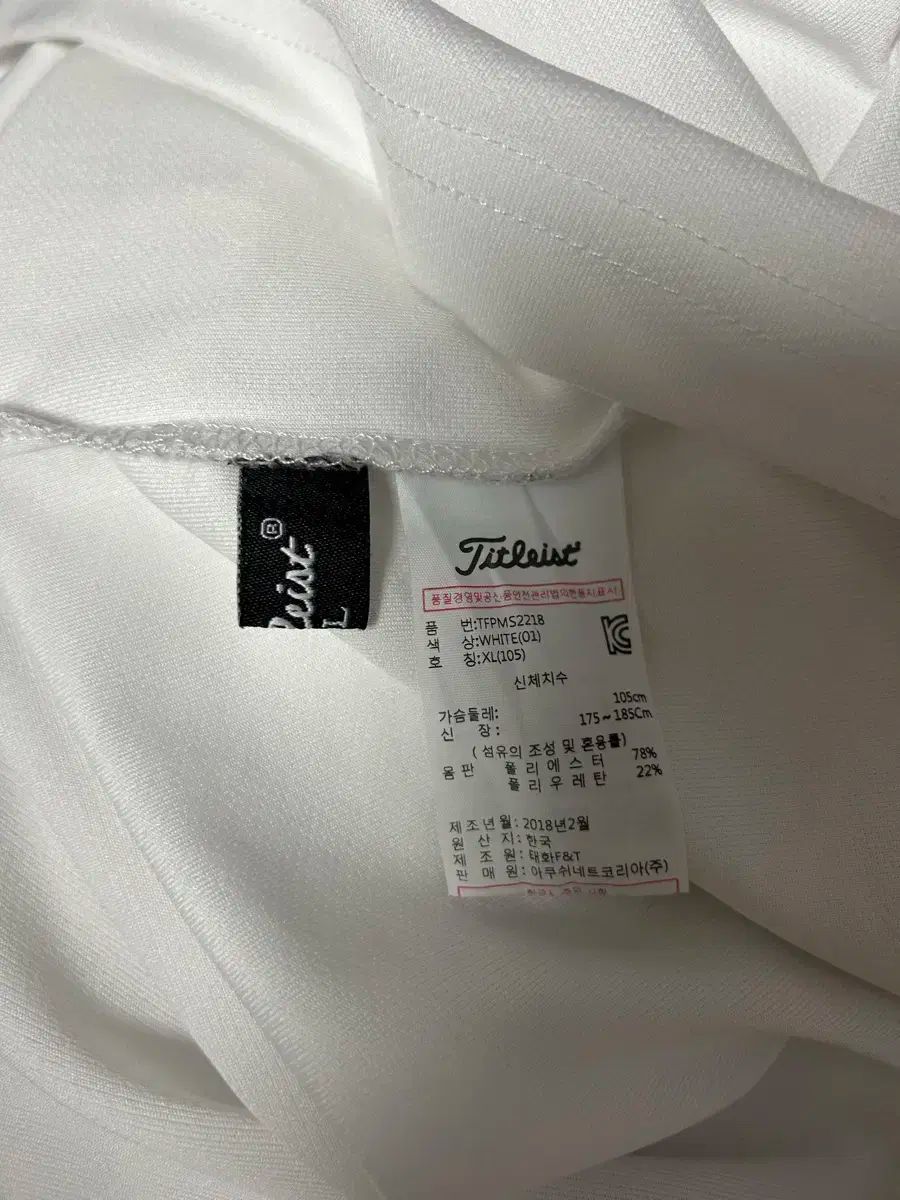 leist®
L
Titleist
품질경영및공산품안전관리법의한품지표시
품 번:TFPMS2218
색 상:WHITE(01)
호 칭:XL(105)
신체치수
가슴둘레: 105cm
신 장: 175~185Cm
( 섬유의 조성 및 혼용률)
몸 판 폴 리 에 스 터 78%
폴 리 우 레 탄 22%
제 조 년 월 : 2018년2월
원 산 지 : 한국
제 조 원 : 태화F&T
판 매 원 : 아쿠쉬네트코리아(주)